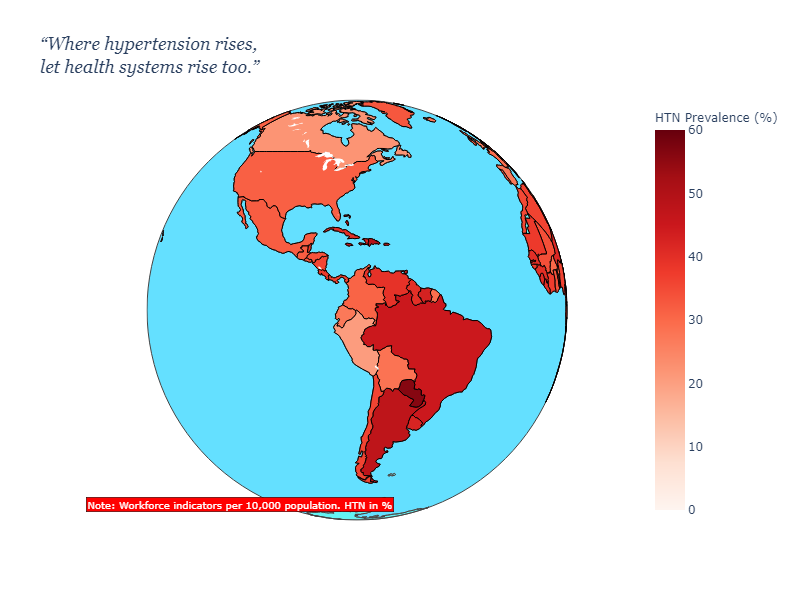 “Where hypertension rises,
let health systems rise too.”
HTN Prevalence (%)
60
50
40
30
20
10
0
Note: Workforce indicators per 10,000 population. HTN in %